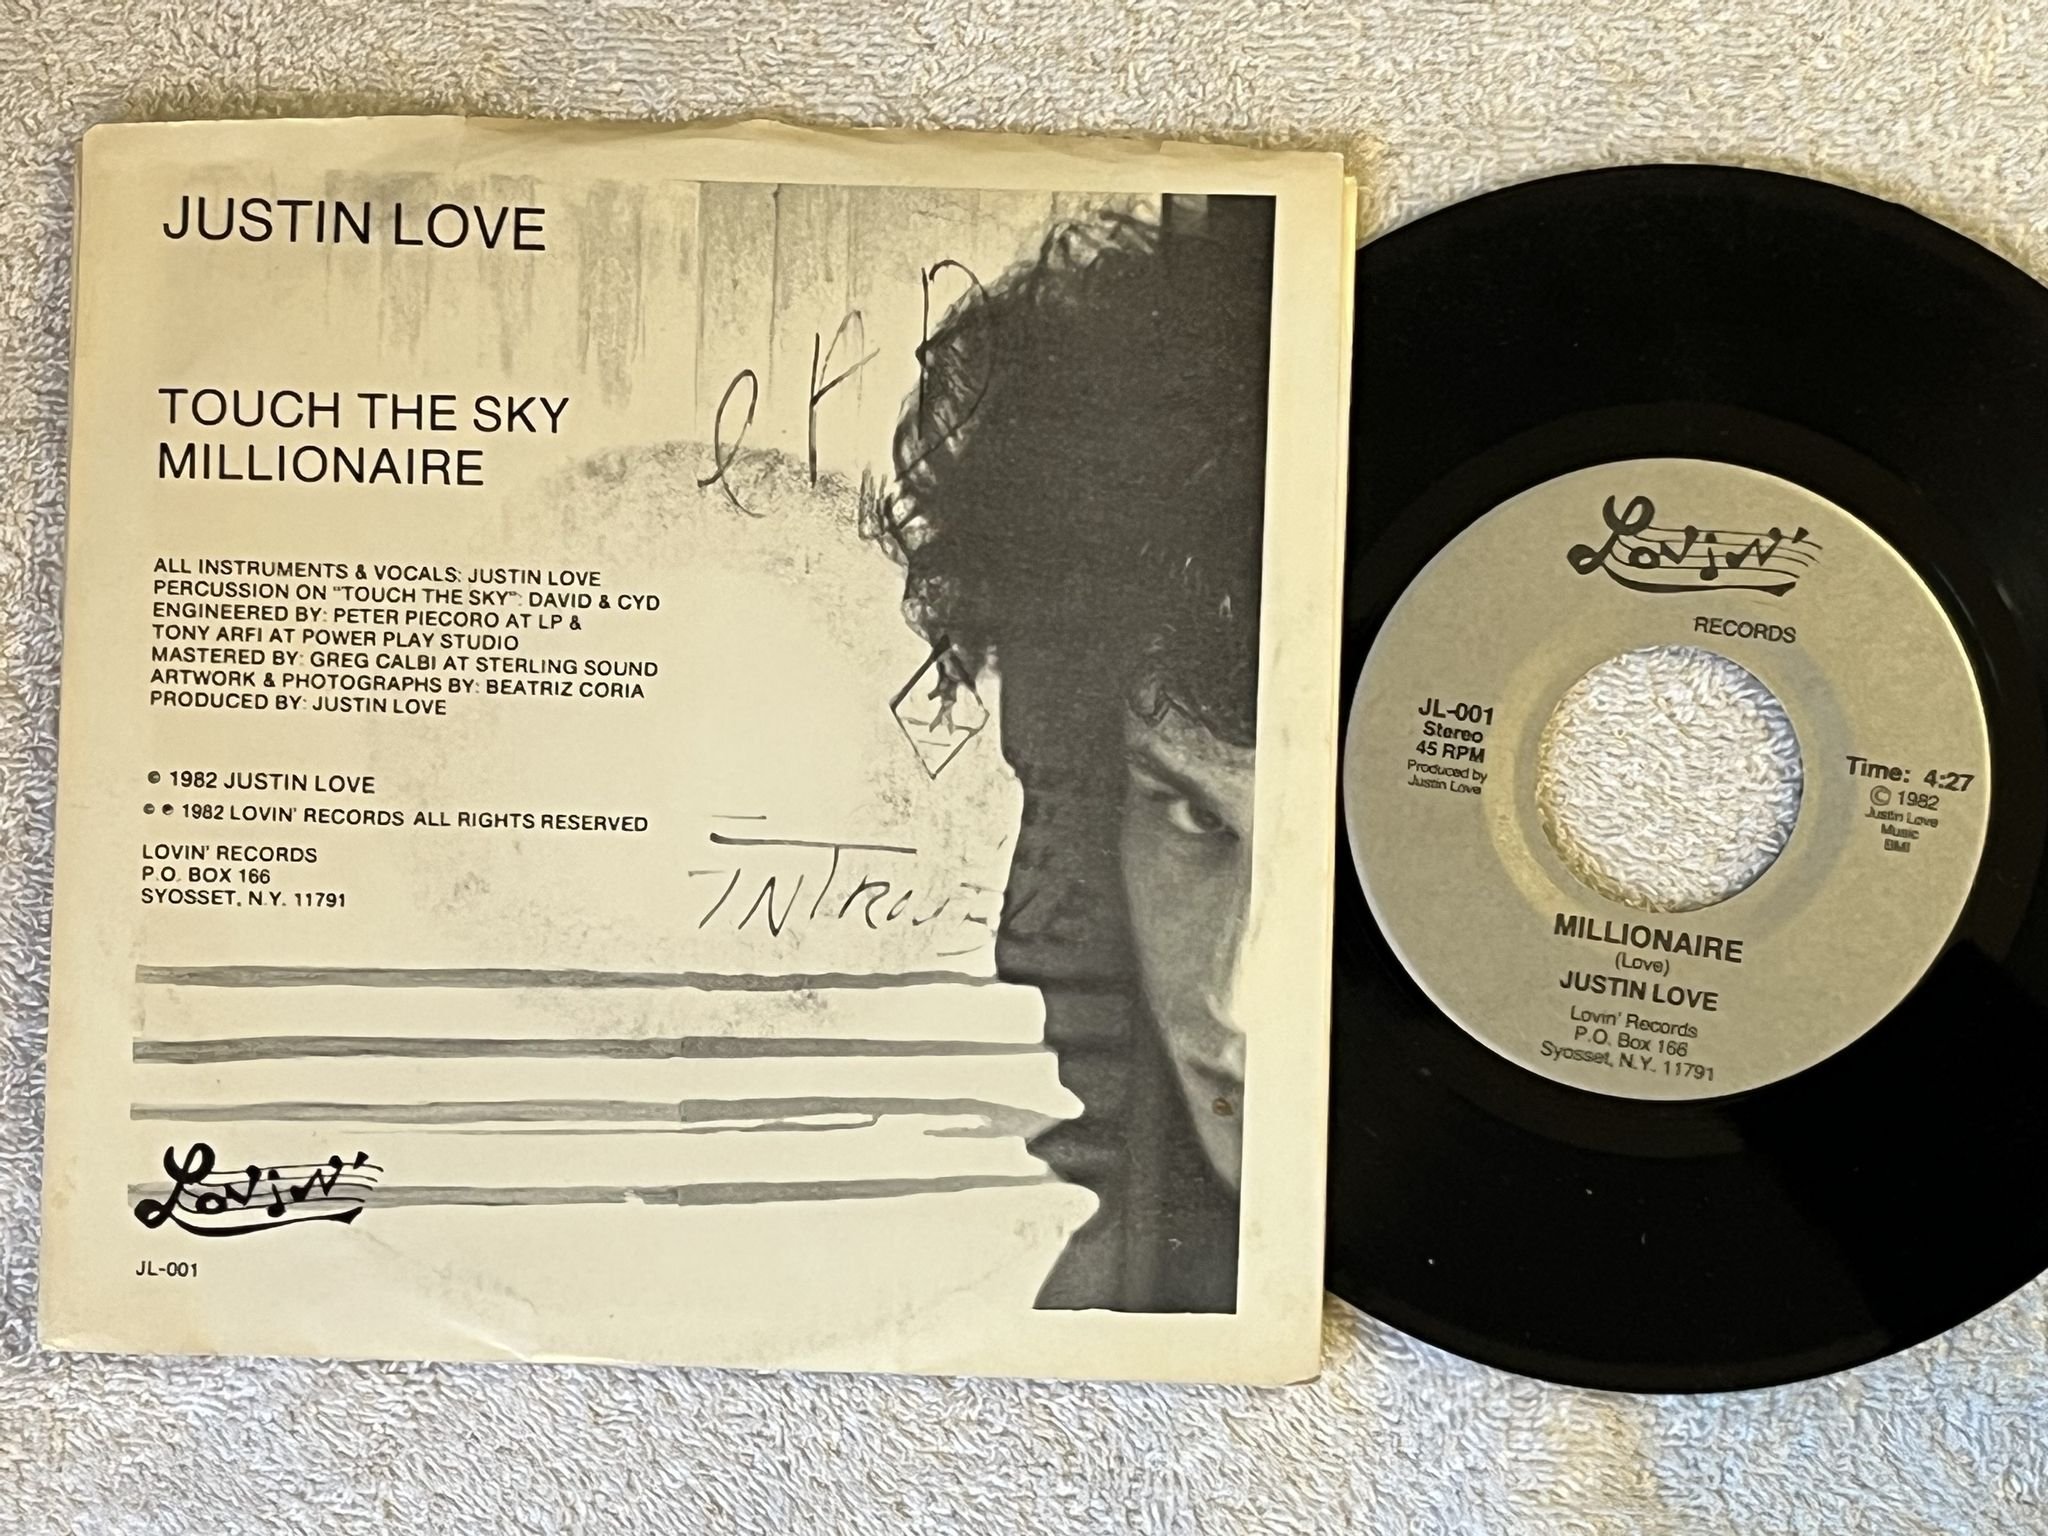 JUSTIN LOVE
TOUCH THE SKY
MILLIONAIRE
ALL INSTRUMENTS & VOCALS: JUSTIN LOVE
PERCUSSION ON "TOUCH THE SKY": DAVID & CYD
ENGINEERED BY: PETER PIECORO AT LP &
TONY ARFI AT POWER PLAY STUDIO
MASTERED BY: GREG CALBI AT STERLING SOUND
ARTWORK & PHOTOGRAPHS BY: BEATRIZ CORIA
PRODUCED BY: JUSTIN LOVE
© 1982 JUSTIN LOVE
© ℗ 1982 LOVIN' RECORDS ALL RIGHTS RESERVED
LOVIN' RECORDS
P.O. BOX 166
SYOSSET, N.Y. 11791
Lovin'
JL-001
Lovin'
RECORDS
JL-001
Stereo
45 RPM
Produced by
Justin Love
Time: 4:27
© 1982
Justin Love
Music
BMI
MILLIONAIRE
(Love)
JUSTIN LOVE
Lovin' Records
P.O. Box 166
Syosset, N.Y. 11791